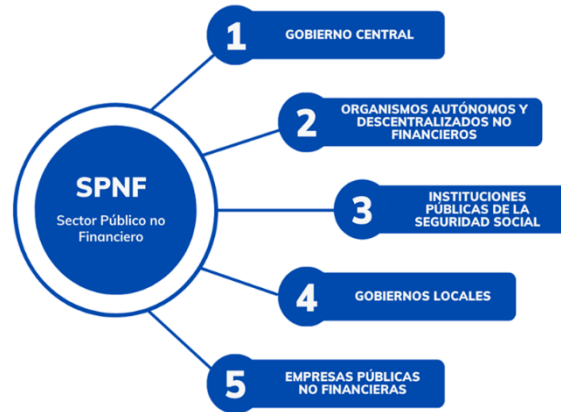 1
GOBIERNO CENTRAL
2
ORGANISMOS AUTÓNOMOS Y
DESCENTRALIZADOS NO
FINANCIEROS
SPNF
Sector Público no
Financiero
3
INSTITUCIONES
PÚBLICAS DE LA
SEGURIDAD SOCIAL
4
GOBIERNOS LOCALES
5
EMPRESAS PÚBLICAS
NO FINANCIERAS